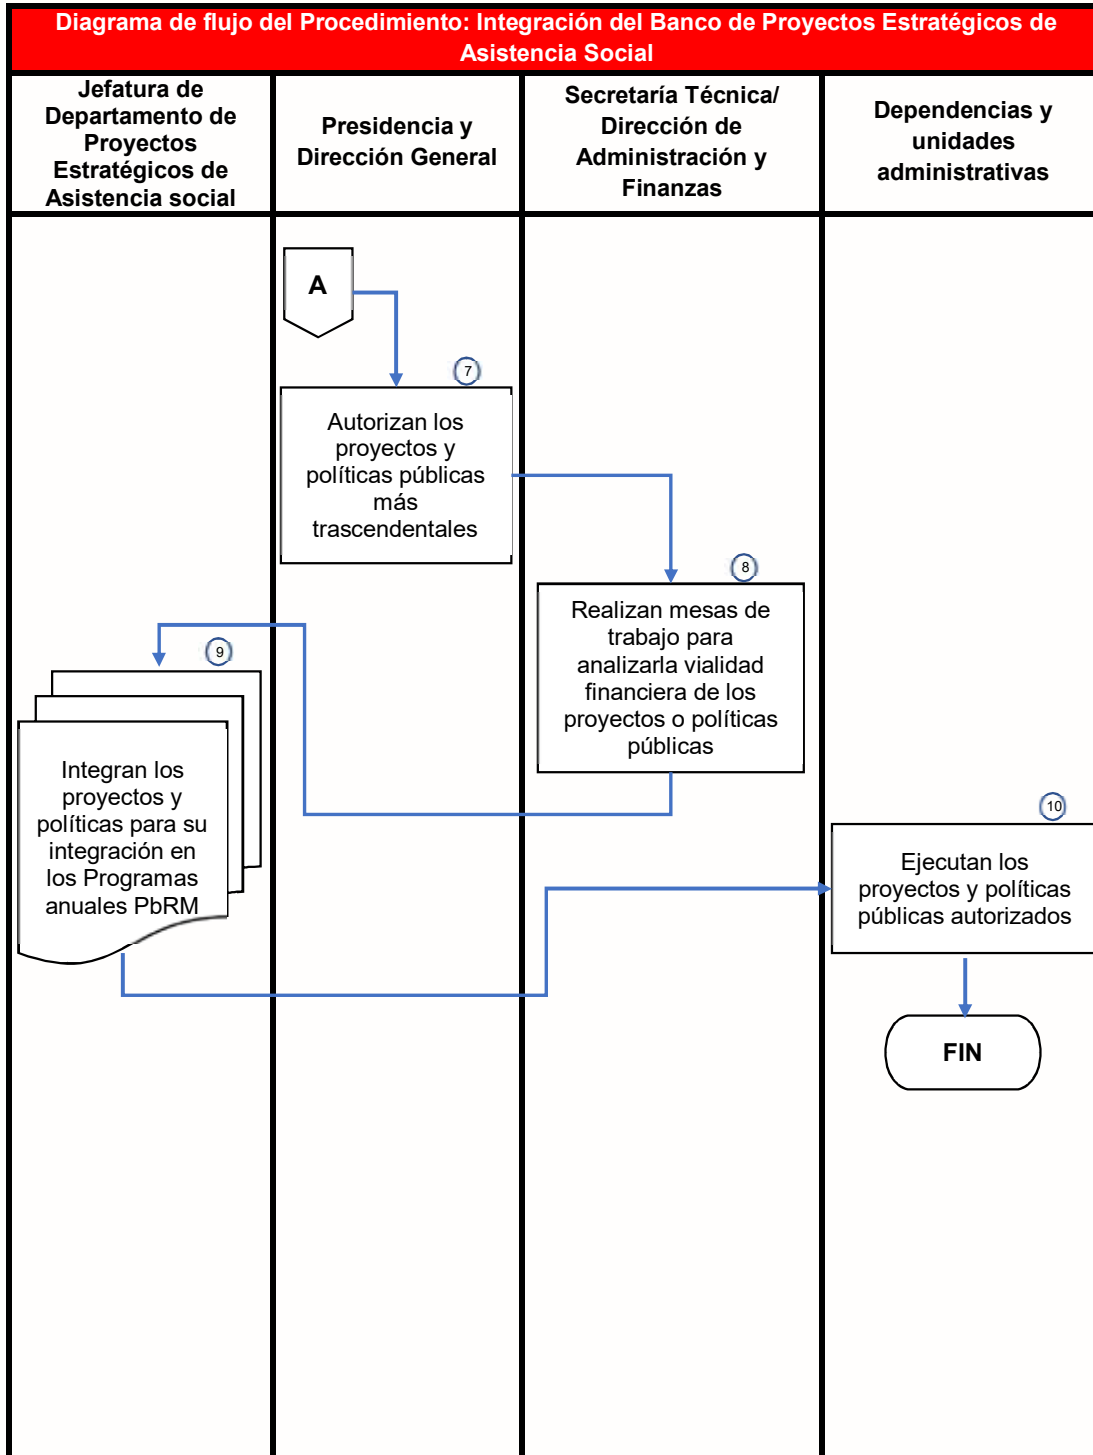 Diagrama de flujo del Procedimiento: Integración del Banco de Proyectos Estratégicos de
Asistencia Social
Jefatura de
Departamento de
Proyectos
Estratégicos de
Asistencia social
Presidencia y
Dirección General
Secretaría Técnica/
Dirección de
Administración y
Finanzas
Dependencias y
unidades
administrativas
A
7
Autorizan los
proyectos y
políticas públicas
más
trascendentales
8
Realizan mesas de
trabajo para
analizarla vialidad
financiera de los
proyectos o políticas
públicas
9
Integran los
proyectos y
políticas para su
integración en
los Programas
anuales PbRM
10
Ejecutan los
proyectos y políticas
públicas autorizados
FIN